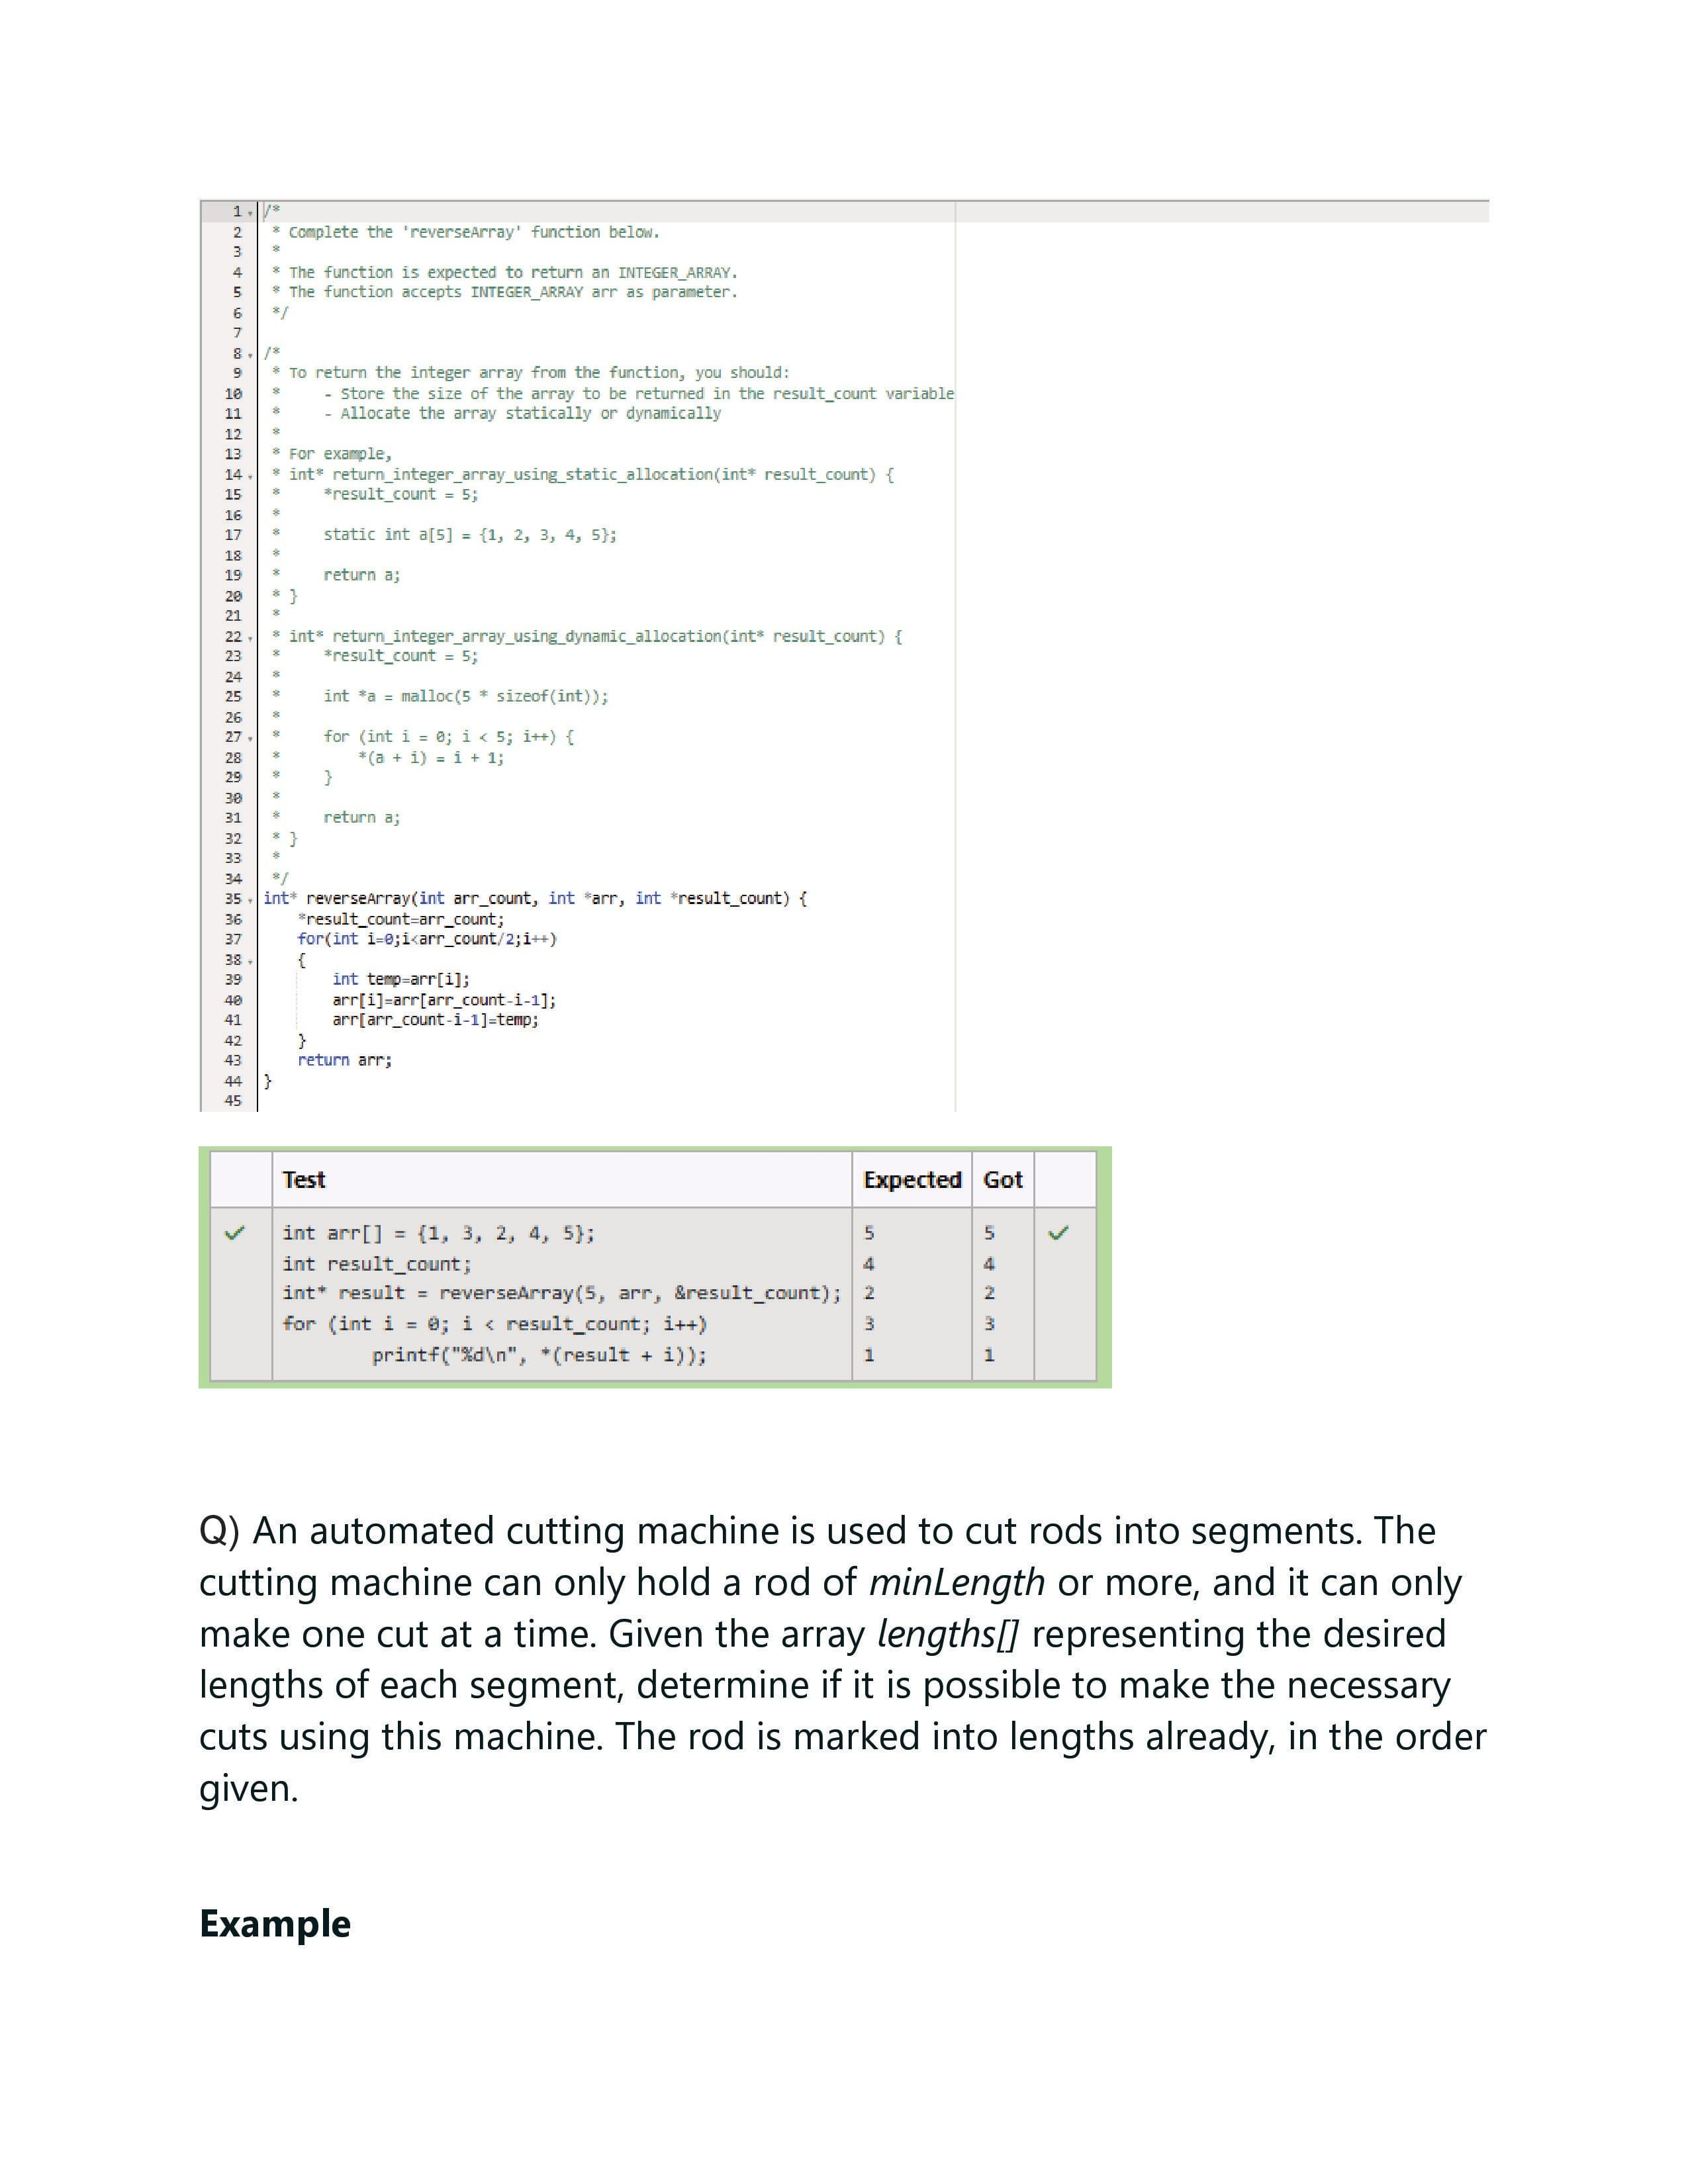 1 /*
2 * Complete the 'reverseArray' function below.
3 *
4 * The function is expected to return an INTEGER_ARRAY.
5 * The function accepts INTEGER_ARRAY arr as parameter.
6 */
7
8 /*
9 * To return the integer array from the function, you should:
10 *     - Store the size of the array to be returned in the result_count variable
11 *     - Allocate the array statically or dynamically
12 *
13 * For example,
14 * int* return_integer_array_using_static_allocation(int* result_count) {
15 *     *result_count = 5;
16 *
17 *     static int a[5] = {1, 2, 3, 4, 5};
18 *
19 *     return a;
20 * }
21 *
22 * int* return_integer_array_using_dynamic_allocation(int* result_count) {
23 *     *result_count = 5;
24 *
25 *     int *a = malloc(5 * sizeof(int));
26 *
27 *     for (int i = 0; i < 5; i++) {
28 *         *(a + i) = i + 1;
29 *     }
30 *
31 *     return a;
32 * }
33 *
34 */
35 int* reverseArray(int arr_count, int *arr, int *result_count) {
36     *result_count=arr_count;
37     for(int i=0;i<arr_count/2;i++)
38     {
39         int temp=arr[i];
40         arr[i]=arr[arr_count-i-1];
41         arr[arr_count-i-1]=temp;
42     }
43     return arr;
44 }
45
Test Expected Got
✓ int arr[] = {1, 3, 2, 4, 5}; 5 5 ✓
int result_count; 4 4
int* result = reverseArray(5, arr, &result_count); 2 2
for (int i = 0; i < result_count; i++) 3 3
printf("%d\n", *(result + i)); 1 1
Q) An automated cutting machine is used to cut rods into segments. The
cutting machine can only hold a rod of minLength or more, and it can only
make one cut at a time. Given the array lengths[] representing the desired
lengths of each segment, determine if it is possible to make the necessary
cuts using this machine. The rod is marked into lengths already, in the order
given.
Example